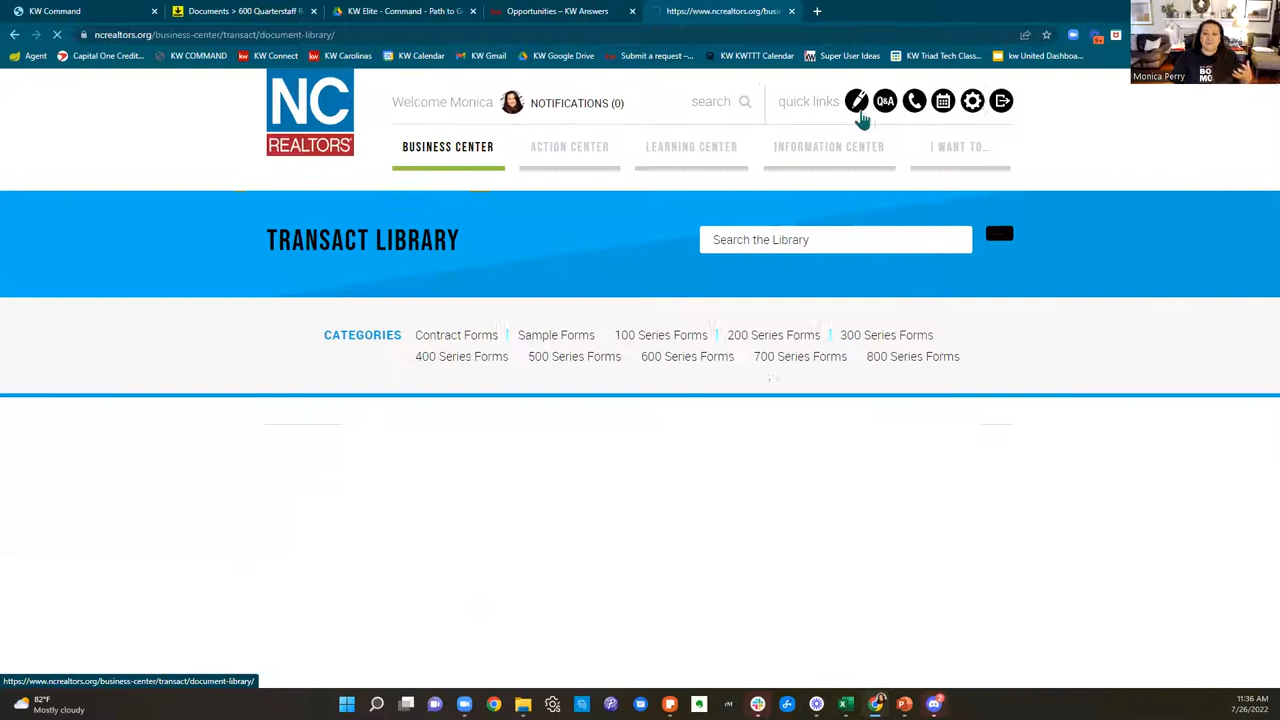 KW Command
Documents > 600 Quarterstaff R
KW Elite - Command - Path to G
Opportunities – KW Answers
https://www.ncrealtors.org/busi
ncrealtors.org/business-center/transact/document-library/
Agent
Capital One Credit...
KW COMMAND
KW Connect
KW Carolinas
KW Calendar
KW Gmail
KW Google Drive
Submit a request –...
KW KWTTT Calendar
Super User Ideas
KW Triad Tech Class...
kw United Dashboa...
Monica Perry
NC
REALTORS®
Welcome Monica
NOTIFICATIONS (0)
search
quick links
Q&A
BUSINESS CENTER
ACTION CENTER
LEARNING CENTER
INFORMATION CENTER
I WANT TO...
TRANSACT LIBRARY
Search the Library
CATEGORIES
Contract Forms
Sample Forms
100 Series Forms
200 Series Forms
300 Series Forms
400 Series Forms
500 Series Forms
600 Series Forms
700 Series Forms
800 Series Forms
https://www.ncrealtors.org/business-center/transact/document-library/
82°F
Mostly cloudy
11:36 AM
7/26/2022